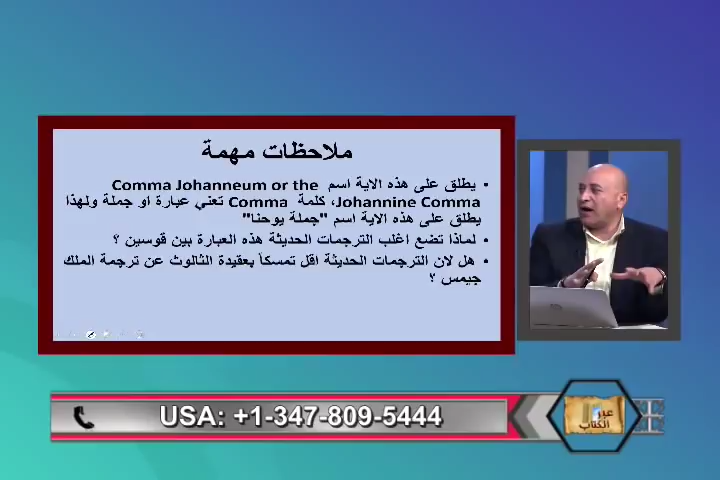 ملاحظات مهمة
• يطلق على هذه الاية اسم Comma Johanneum or the
Johannine Comma، كلمة Comma تعني عبارة او جملة ولهذا
يطلق على هذه الاية اسم "جملة يوحنا"
• لماذا تضع اغلب الترجمات الحديثة هذه العبارة بين قوسين ؟
• هل لان الترجمات الحديثة اقل تمسكاً بعقيدة الثالوث عن ترجمة الملك
جيمس ؟
USA: +1-347-809-5444
عبر
الكتاب